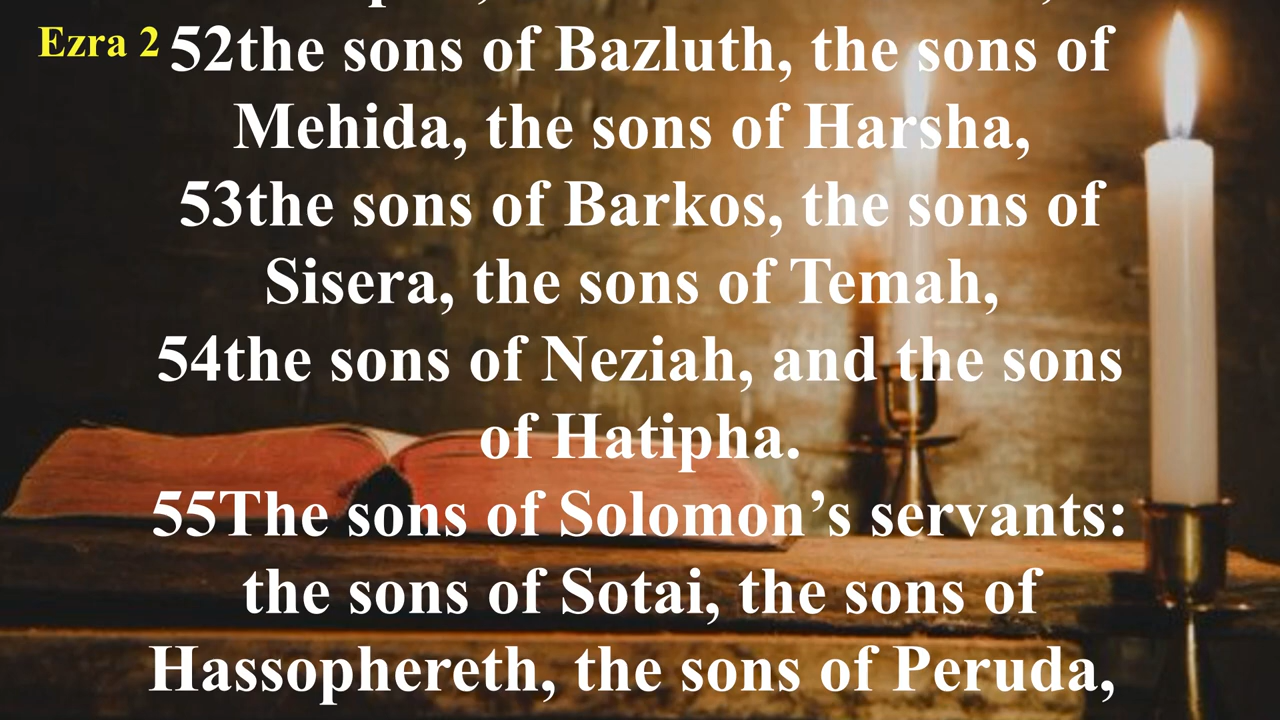 Ezra 2
52the sons of Bazluth, the sons of
Mehida, the sons of Harsha,
53the sons of Barkos, the sons of
Sisera, the sons of Temah,
54the sons of Neziah, and the sons
of Hatipha.
55The sons of Solomon’s servants:
the sons of Sotai, the sons of
Hassophereth, the sons of Peruda,